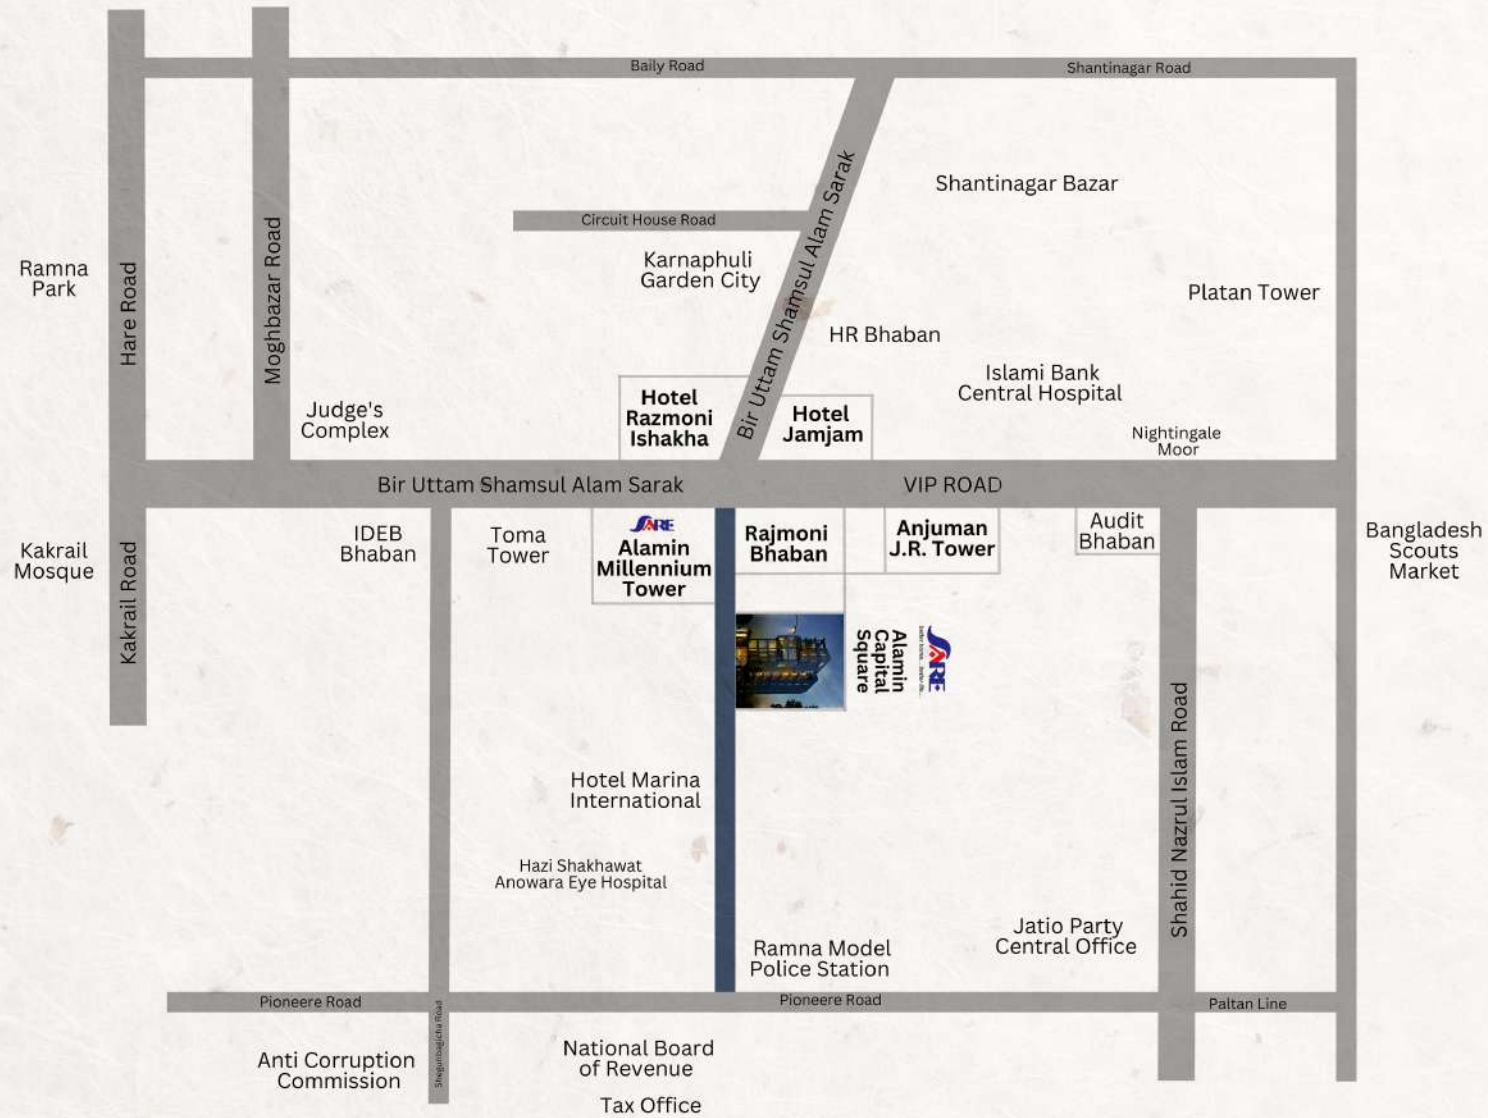 Baily Road
Shantinagar Road
Shantinagar Bazar
Circuit House Road
Karnaphuli
Garden City
Bir Uttam Shamsul Alam Sarak
Ramna
Park
Hare Road
Moghbazar Road
Platan Tower
HR Bhaban
Islami Bank
Central Hospital
Judge's
Complex
Hotel
Razmoni
Ishakha
Hotel
Jamjam
Nightingale
Moor
Bir Uttam Shamsul Alam Sarak
VIP ROAD
Kakrail
Mosque
Kakrail Road
IDEB
Bhaban
Toma
Tower
ARE
Alamin
Millennium
Tower
Rajmoni
Bhaban
Anjuman
J.R. Tower
Audit
Bhaban
Bangladesh
Scouts
Market
Alamin
Capital
Square
ARE
Hotel Marina
International
Hazi Shakhawat
Anowara Eye Hospital
Shahid Nazrul Islam Road
Jatio Party
Central Office
Ramna Model
Police Station
Pioneere Road
Pioneere Road
Paltan Line
Shegunbagicha Road
Anti Corruption
Commission
National Board
of Revenue
Tax Office